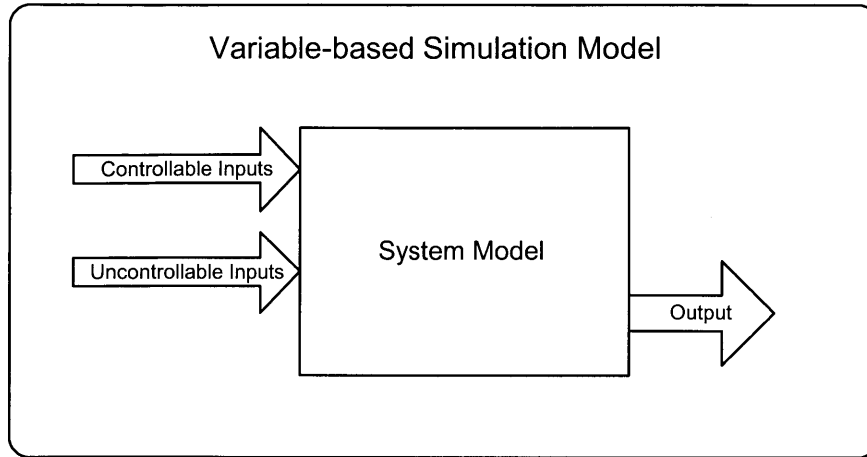 Variable-based Simulation Model
Controllable Inputs
Uncontrollable Inputs
System Model
Output